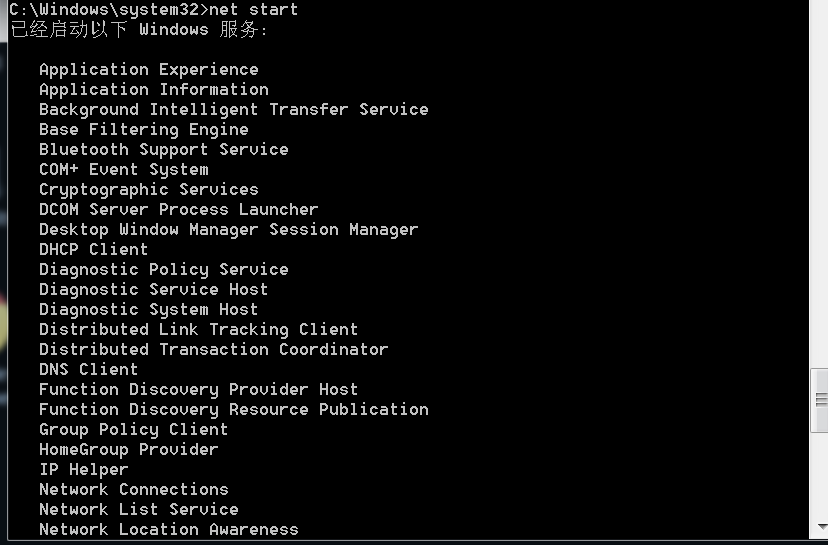 C:\Windows\system32>net start
已经启动以下 Windows 服务:
Application Experience
Application Information
Background Intelligent Transfer Service
Base Filtering Engine
Bluetooth Support Service
COM+ Event System
Cryptographic Services
DCOM Server Process Launcher
Desktop Window Manager Session Manager
DHCP Client
Diagnostic Policy Service
Diagnostic Service Host
Diagnostic System Host
Distributed Link Tracking Client
Distributed Transaction Coordinator
DNS Client
Function Discovery Provider Host
Function Discovery Resource Publication
Group Policy Client
HomeGroup Provider
IP Helper
Network Connections
Network List Service
Network Location Awareness